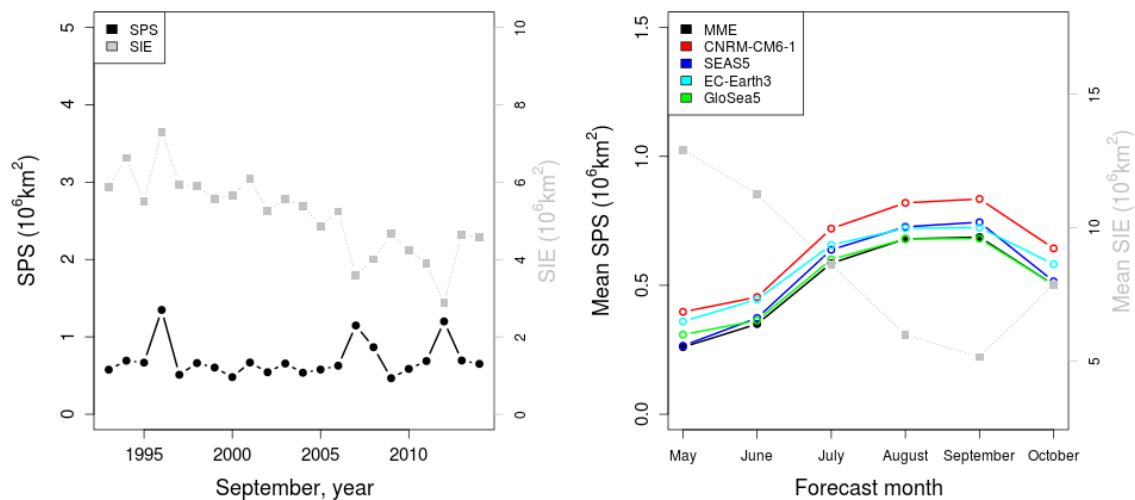 SPS
SIE
SPS (10⁶km²)
0
1
2
3
4
5
SIE (10⁶km²)
0
2
4
6
8
10
1995
2000
2005
2010
September, year
MME
CNRM-CM6-1
SEAS5
EC-Earth3
GloSea5
Mean SPS (10⁶km²)
0.0
0.5
1.0
1.5
Mean SIE (10⁶km²)
5
10
15
May
June
July
August
September
October
Forecast month